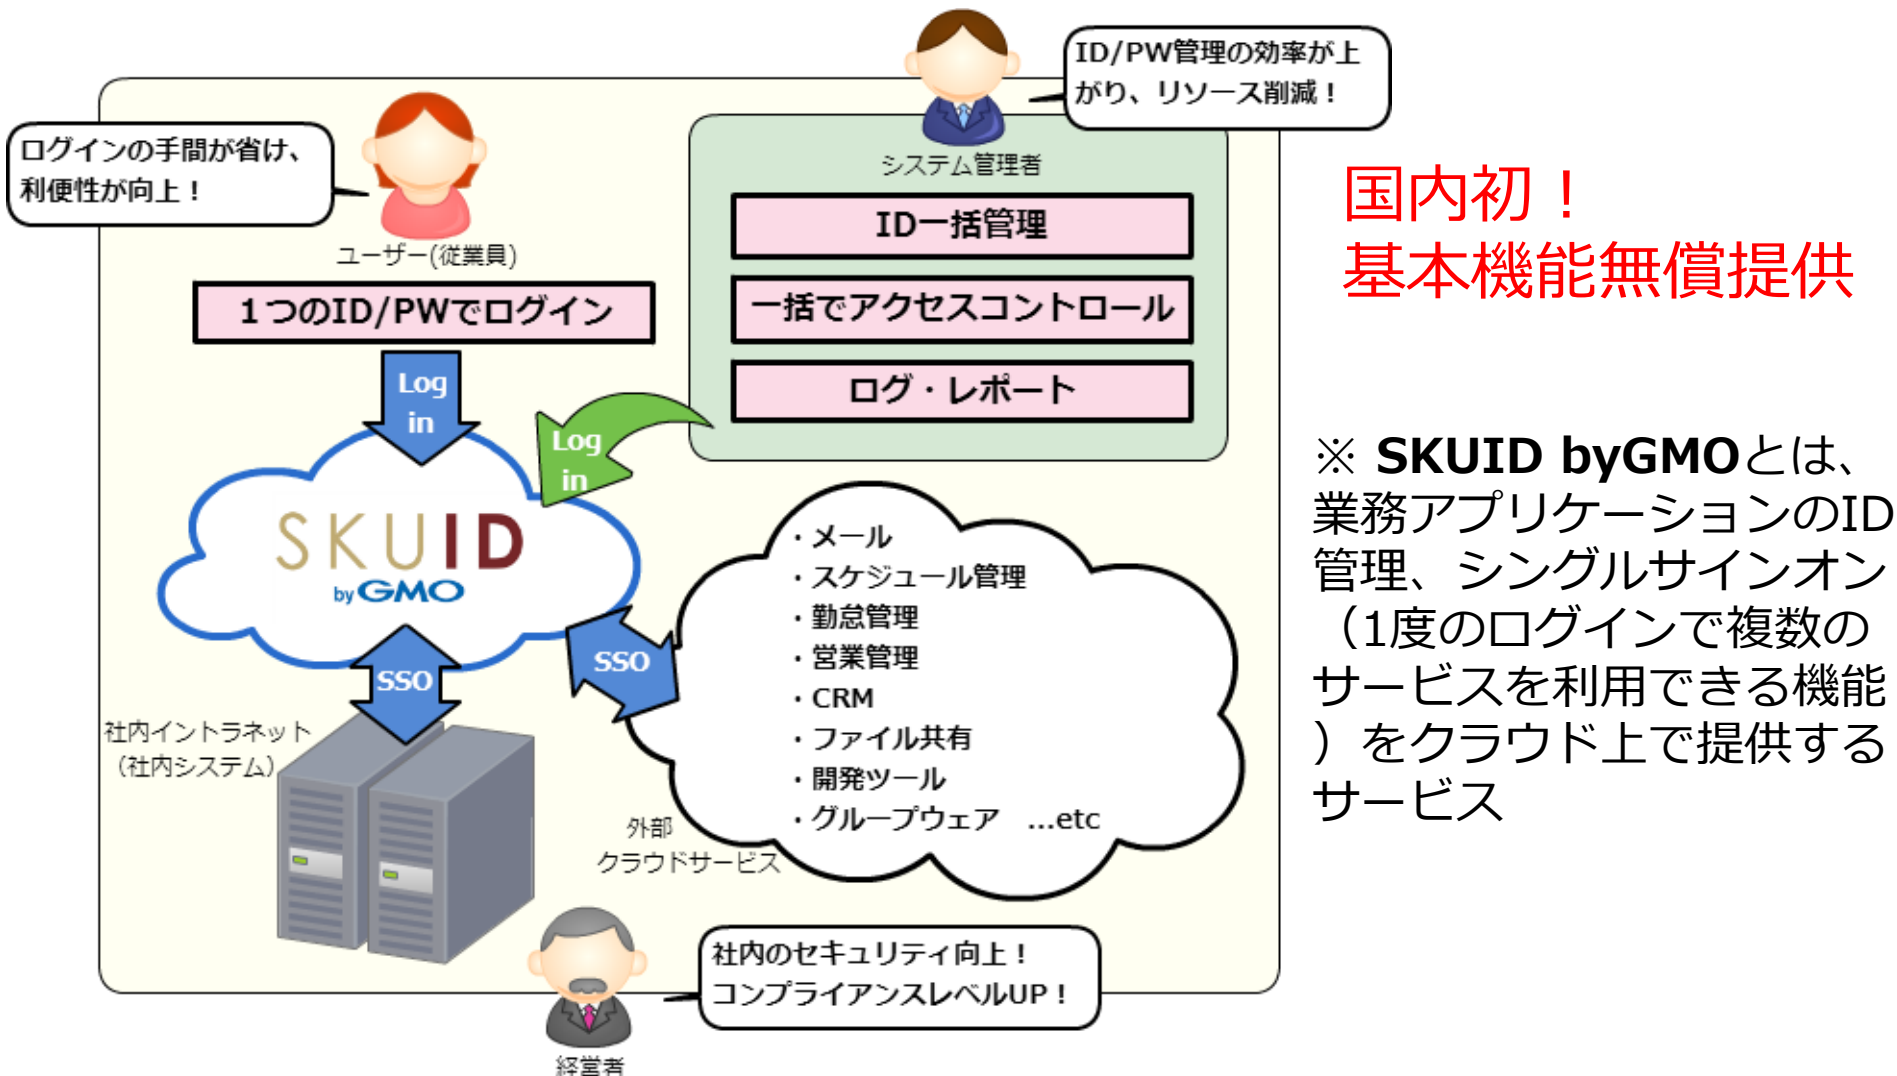 ID/PW管理の効率が上
がり、リソース削減！
ログインの手間が省け、
利便性が向上！
システム管理者
ユーザー(従業員)
ID一括管理
一括でアクセスコントロール
ログ・レポート
１つのID/PWでログイン
Log
in
Log
in
SKUID
by GMO
SSO
SSO
・メール
・スケジュール管理
・勤怠管理
・営業管理
・CRM
・ファイル共有
・開発ツール
・グループウェア　...etc
社内イントラネット
（社内システム）
外部
クラウドサービス
社内のセキュリティ向上！
コンプライアンスレベルUP！
経営者
国内初！
基本機能無償提供
※ SKUID byGMOとは、
業務アプリケーションのID
管理、シングルサインオン
（1度のログインで複数の
サービスを利用できる機能
）をクラウド上で提供する
サービス